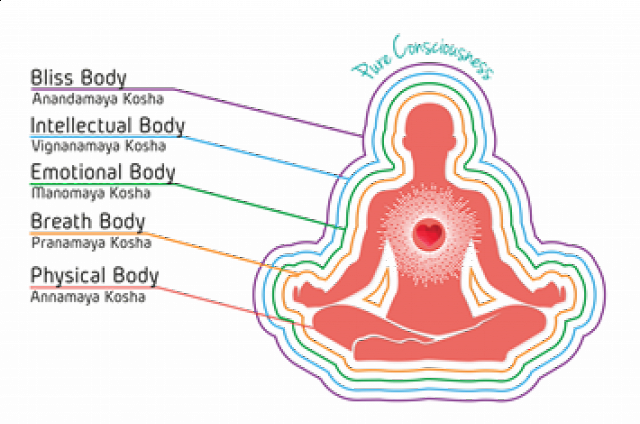 Pure Consciousness
Bliss Body
Anandamaya Kosha
Intellectual Body
Vignanamaya Kosha
Emotional Body
Manomaya Kosha
Breath Body
Pranamaya Kosha
Physical Body
Annamaya Kosha